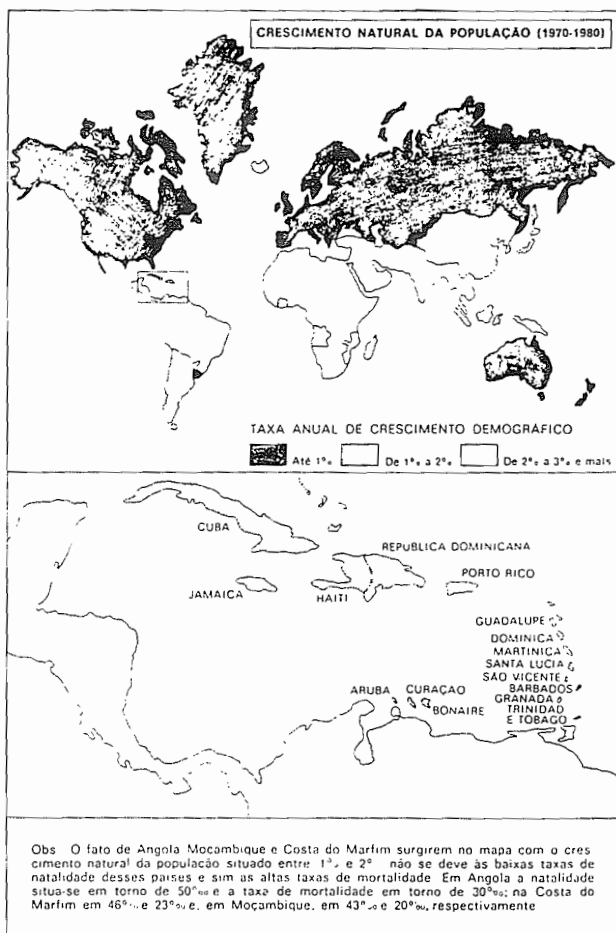 CRESCIMENTO NATURAL DA POPULAÇÃO (1970-1980)
TAXA ANUAL DE CRESCIMENTO DEMOGRÁFICO
Até 1% De 1% a 2% De 2% a 3% e mais
CUBA
REPUBLICA DOMINICANA
PORTO RICO
JAMAICA
HAITI
GUADALUPE
DOMINICA
MARTINICA
SANTA LUCIA
SÃO VICENTE
ARUBA CURAÇAO BARBADOS
BONAIRE GRANADA
TRINIDAD
E TOBAGO
Obs O fato de Angola Mocambique e Costa do Marfim surgirem no mapa com o cres
cimento natural da população situado entre 1% e 2% não se deve às baixas taxas de
natalidade desses paises e sim as altas taxas de mortalidade Em Angola a natalidade
situa-se em torno de 50‰ e a taxa de mortalidade em torno de 30‰; na Costa do
Marfim em 46‰ e 23‰ e, em Moçambique, em 43‰ e 20‰, respectivamente